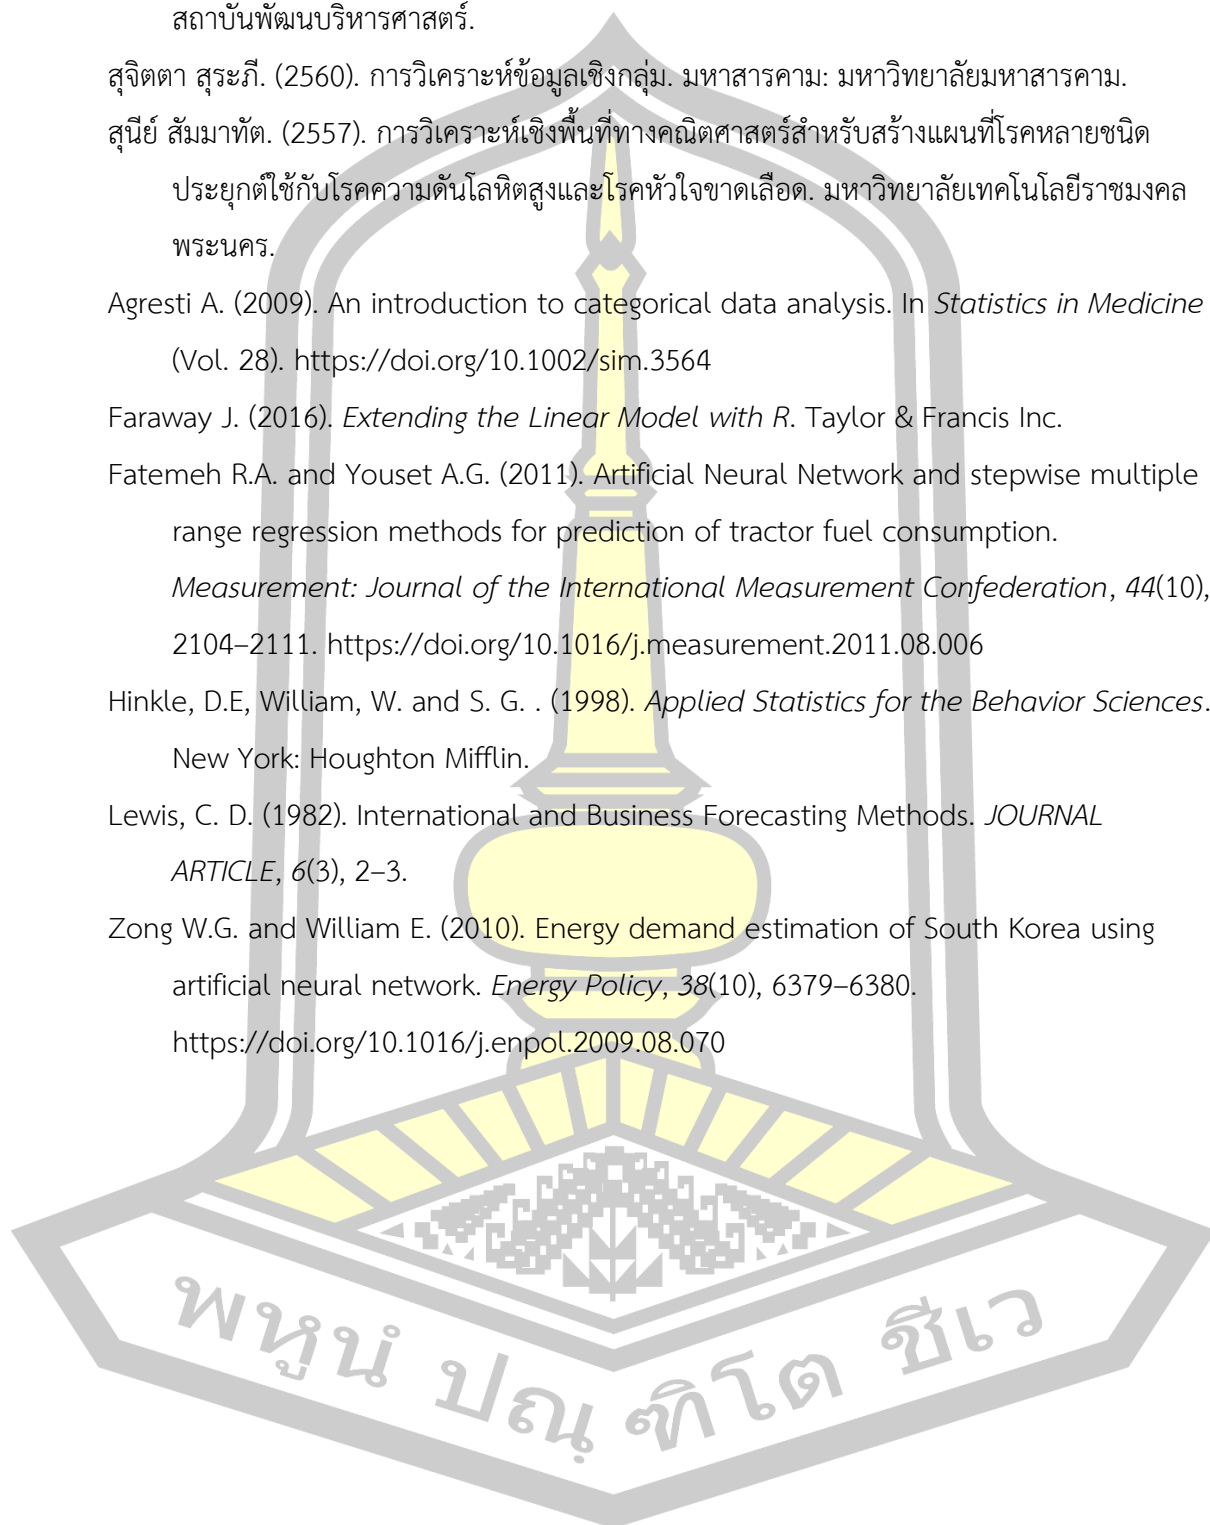 สถาบันพัฒนบริหารศาสตร์.
สุจิตตา สุระภี. (2560). การวิเคราะห์ข้อมูลเชิงกลุ่ม. มหาสารคาม: มหาวิทยาลัยมหาสารคาม.
สุนีย์ สัมมาทัต. (2557). การวิเคราะห์เชิงพื้นที่ทางคณิตศาสตร์สำหรับสร้างแผนที่โรคหลายชนิด
ประยุกต์ใช้กับโรคความดันโลหิตสูงและโรคหัวใจขาดเลือด. มหาวิทยาลัยเทคโนโลยีราชมงคล
พระนคร.
Agresti A. (2009). An introduction to categorical data analysis. In Statistics in Medicine
(Vol. 28). https://doi.org/10.1002/sim.3564
Faraway J. (2016). Extending the Linear Model with R. Taylor & Francis Inc.
Fatemeh R.A. and Youset A.G. (2011). Artificial Neural Network and stepwise multiple
range regression methods for prediction of tractor fuel consumption.
Measurement: Journal of the International Measurement Confederation, 44(10),
2104–2111. https://doi.org/10.1016/j.measurement.2011.08.006
Hinkle, D.E, William, W. and S. G. . (1998). Applied Statistics for the Behavior Sciences.
New York: Houghton Mifflin.
Lewis, C. D. (1982). International and Business Forecasting Methods. JOURNAL
ARTICLE, 6(3), 2–3.
Zong W.G. and William E. (2010). Energy demand estimation of South Korea using
artificial neural network. Energy Policy, 38(10), 6379–6380.
https://doi.org/10.1016/j.enpol.2009.08.070
พหูนํ ปณฺฑิโต ชีเว